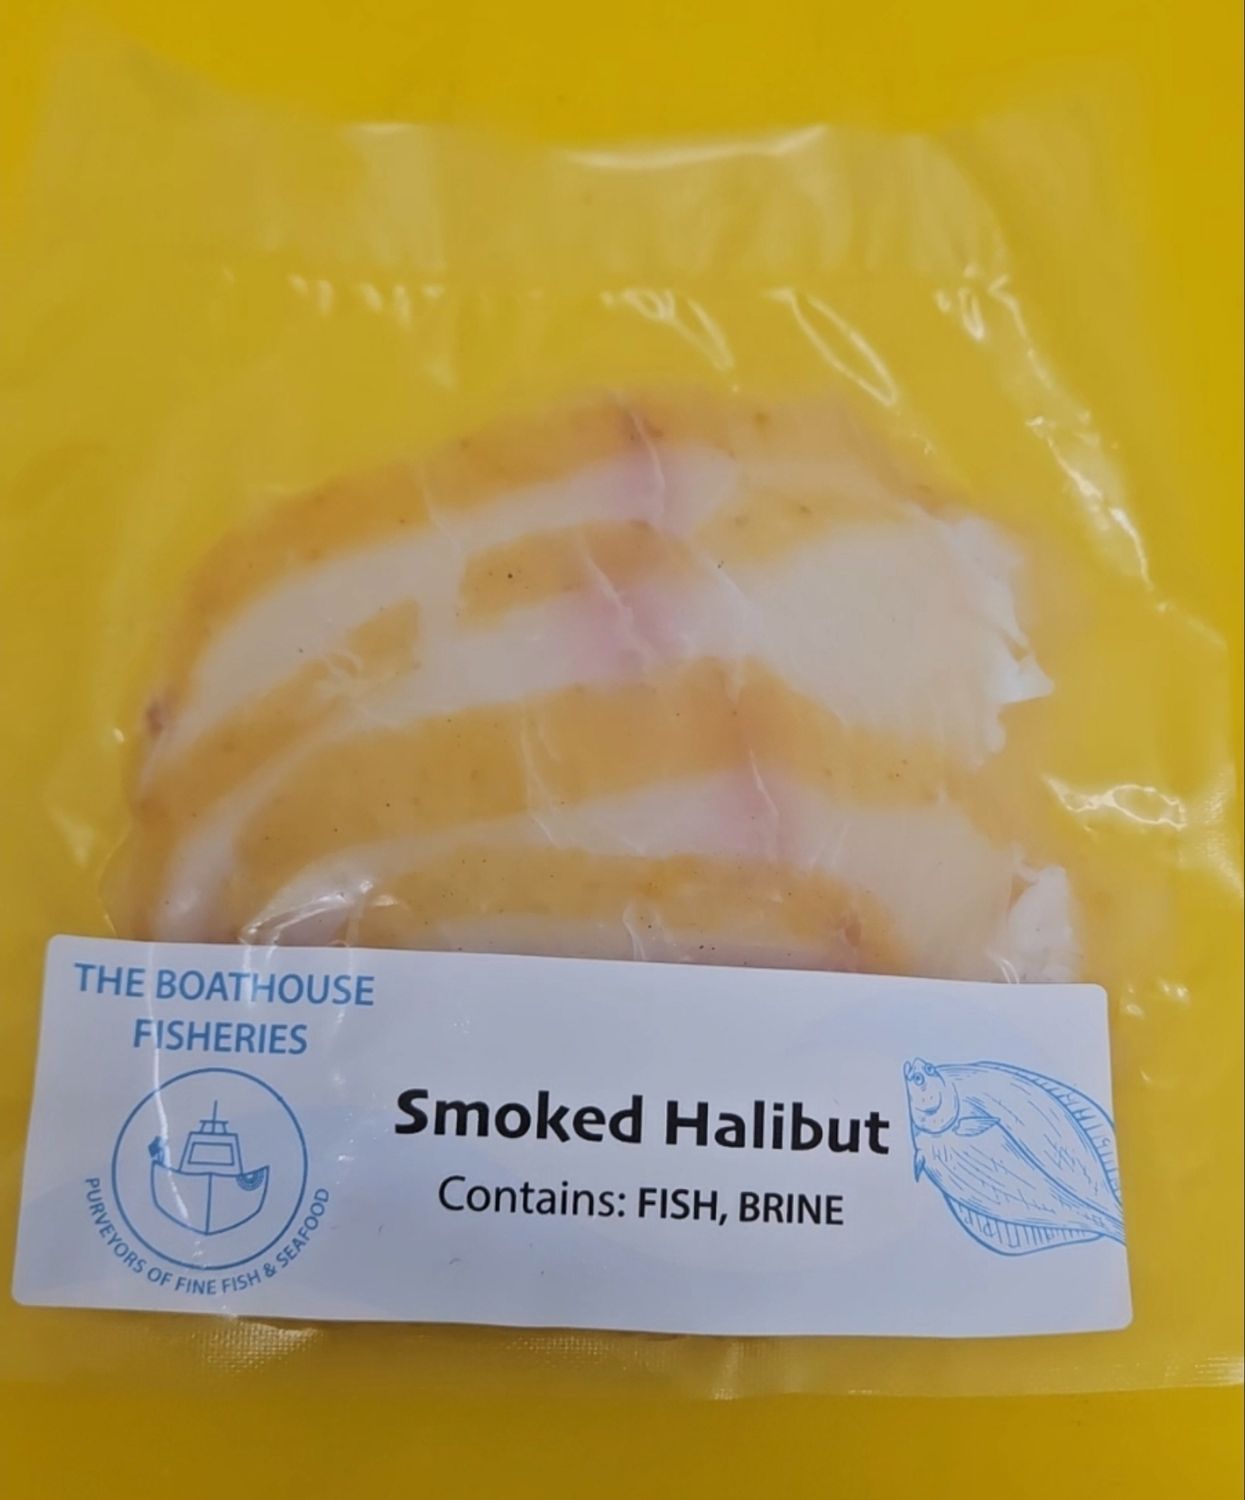 THE BOATHOUSE
FISHERIES
PURVEYORS OF FINE FISH & SEAFOOD
Smoked Halibut
Contains: FISH, BRINE